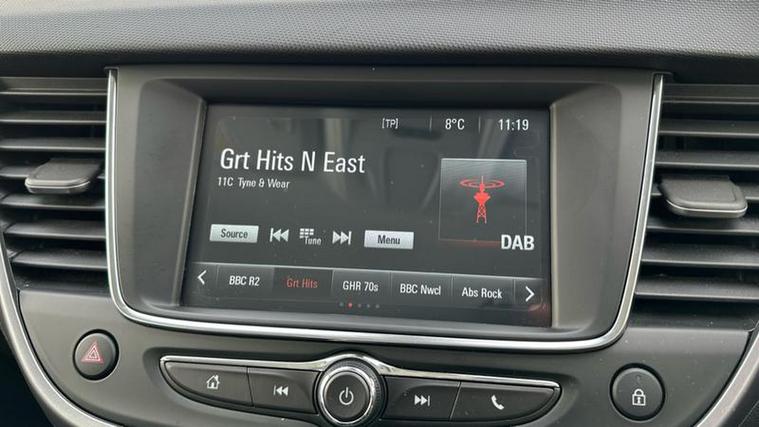 [TP] 8°C 11:19
Grt Hits N East
11C Tyne & Wear
Source Tune Menu
DAB
BBC R2 Grt Hits GHR 70s BBC Nwcl Abs Rock